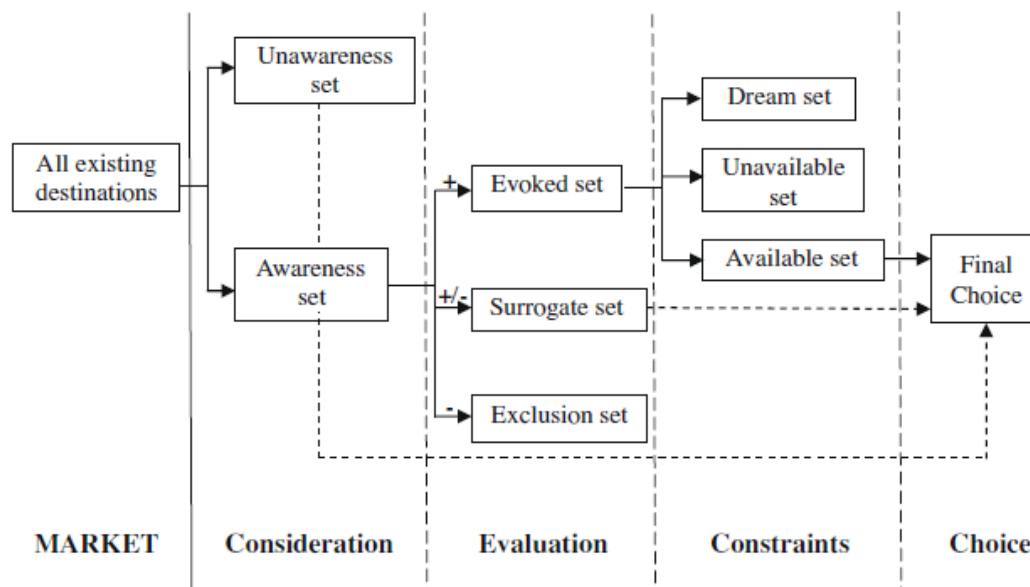 Unawareness
set
All existing
destinations
Awareness
set
+
Evoked set
+/-
Surrogate set
-
Exclusion set
Dream set
Unavailable
set
Available set
Final
Choice
MARKET
Consideration
Evaluation
Constraints
Choice